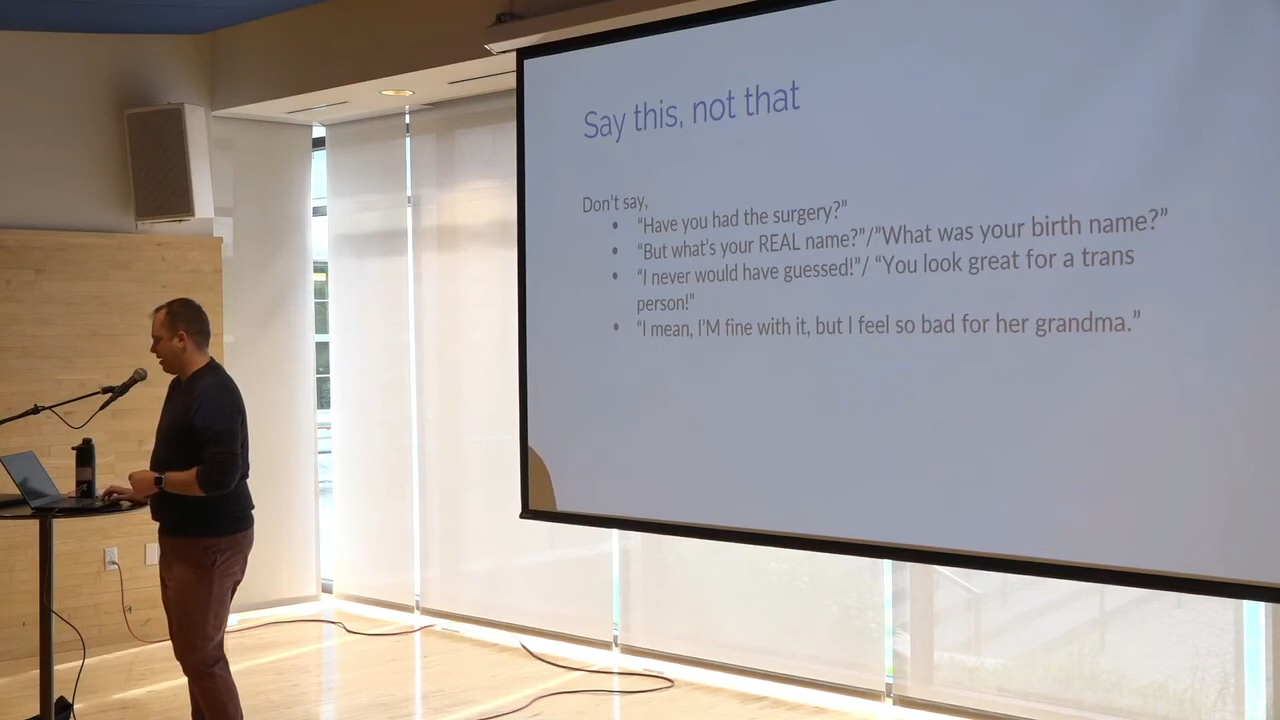 Say this, not that
Don't say,
• "Have you had the surgery?"
• "But what's your REAL name?"/"What was your birth name?"
• "I never would have guessed!"/ "You look great for a trans
person!"
• "I mean, I'M fine with it, but I feel so bad for her grandma."